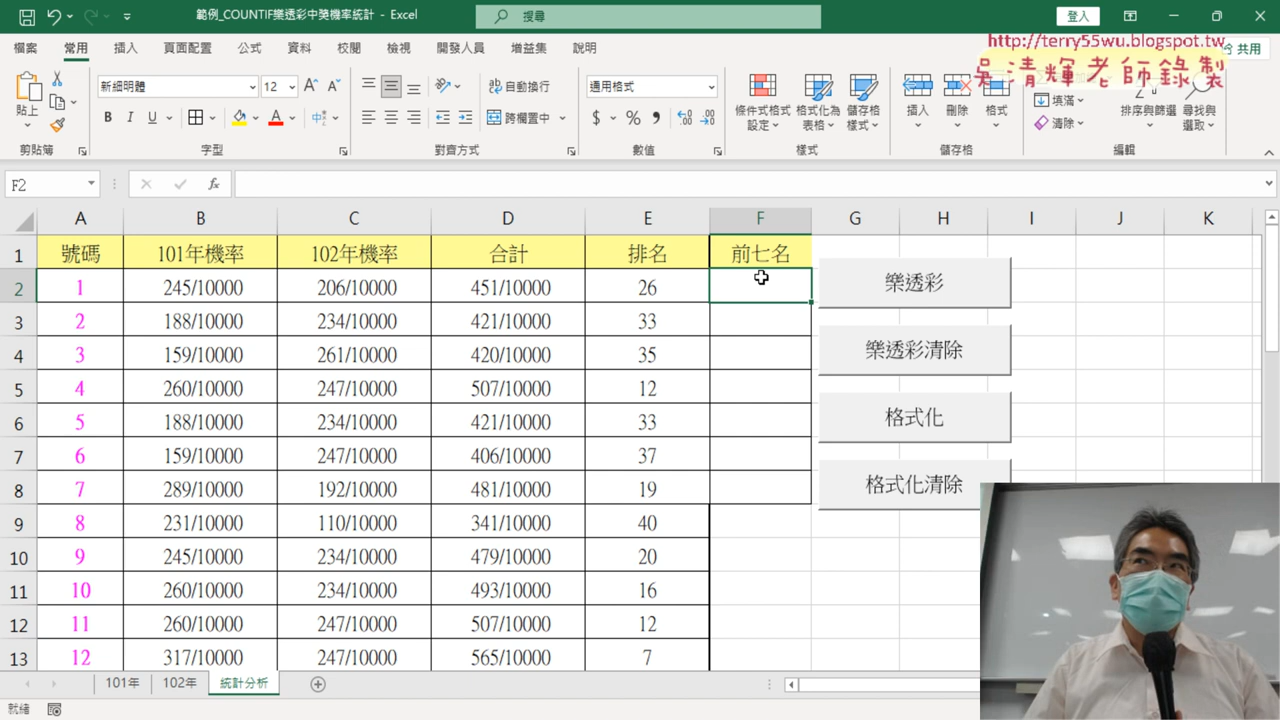 範例_COUNTIF樂透彩中獎機率統計 - Excel
搜尋
登入
檔案 常用 插入 頁面配置 公式 資料 校閱 檢視 開發人員 增益集 說明
共用
http://terry55wu.blogspot.tw
吳清輝老師錄製
新細明體 12
自動換行
通用格式
貼上
B I U A
跨欄置中
$ % ,
條件式格式設定
格式化為表格
儲存格樣式
插入 刪除 格式
填滿
清除
排序與篩選
尋找與選取
剪貼簿 字型 對齊方式 數值 樣式 儲存格 編輯
F2 fx
A B C D E F G H I J K
1 號碼 101年機率 102年機率 合計 排名 前七名
2 1 245/10000 206/10000 451/10000 26
樂透彩
3 2 188/10000 234/10000 421/10000 33
4 3 159/10000 261/10000 420/10000 35
樂透彩清除
5 4 260/10000 247/10000 507/10000 12
6 5 188/10000 234/10000 421/10000 33
格式化
7 6 159/10000 247/10000 406/10000 37
8 7 289/10000 192/10000 481/10000 19
格式化清除
9 8 231/10000 110/10000 341/10000 40
10 9 245/10000 234/10000 479/10000 20
11 10 260/10000 234/10000 493/10000 16
12 11 260/10000 247/10000 507/10000 12
13 12 317/10000 247/10000 565/10000 7
101年 102年 統計分析
就緒